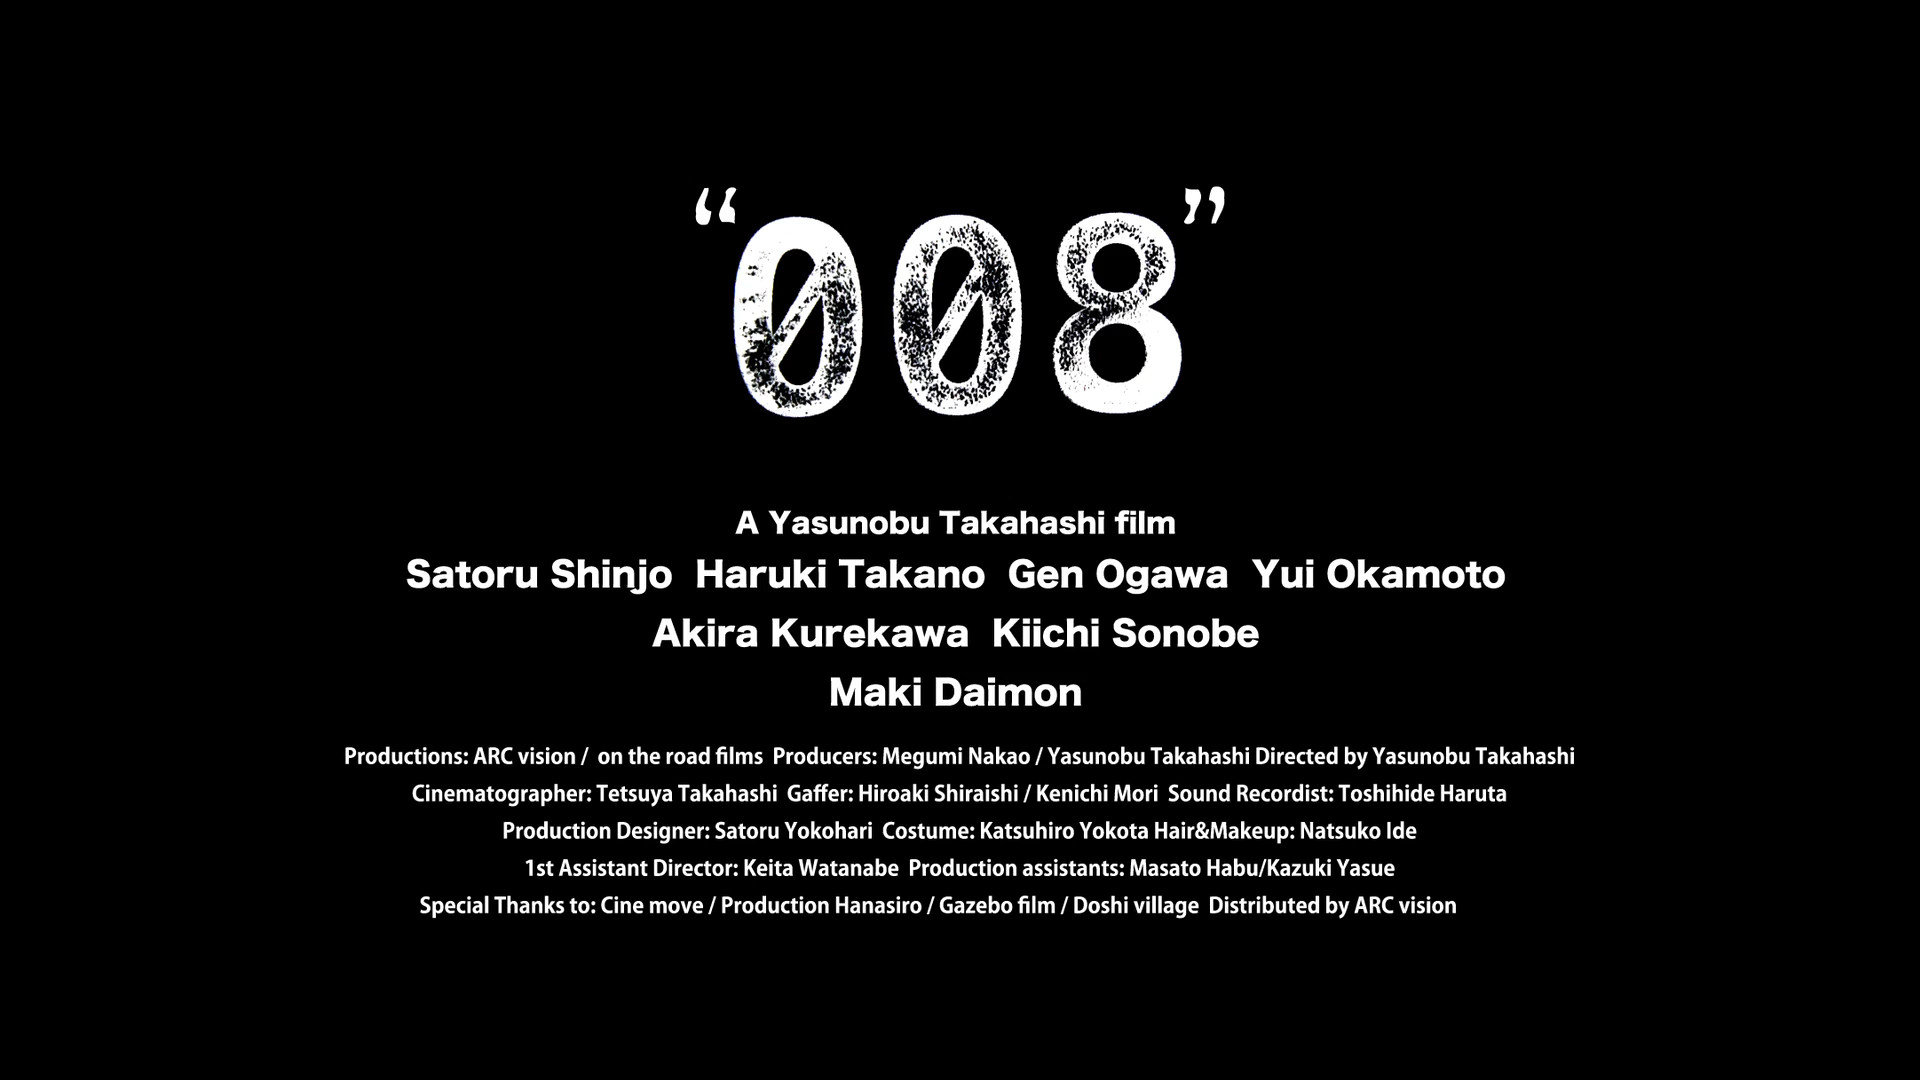 “008”
A Yasunobu Takahashi film
Satoru Shinjo Haruki Takano Gen Ogawa Yui Okamoto
Akira Kurekawa Kiichi Sonobe
Maki Daimon
Productions: ARC vision / on the road films Producers: Megumi Nakao / Yasunobu Takahashi Directed by Yasunobu Takahashi
Cinematographer: Tetsuya Takahashi Gaffer: Hiroaki Shiraishi / Kenichi Mori Sound Recordist: Toshihide Haruta
Production Designer: Satoru Yokohari Costume: Katsuhiro Yokota Hair&Makeup: Natsuko Ide
1st Assistant Director: Keita Watanabe Production assistants: Masato Habu/Kazuki Yasue
Special Thanks to: Cine move / Production Hanasiro / Gazebo film / Doshi village Distributed by ARC vision